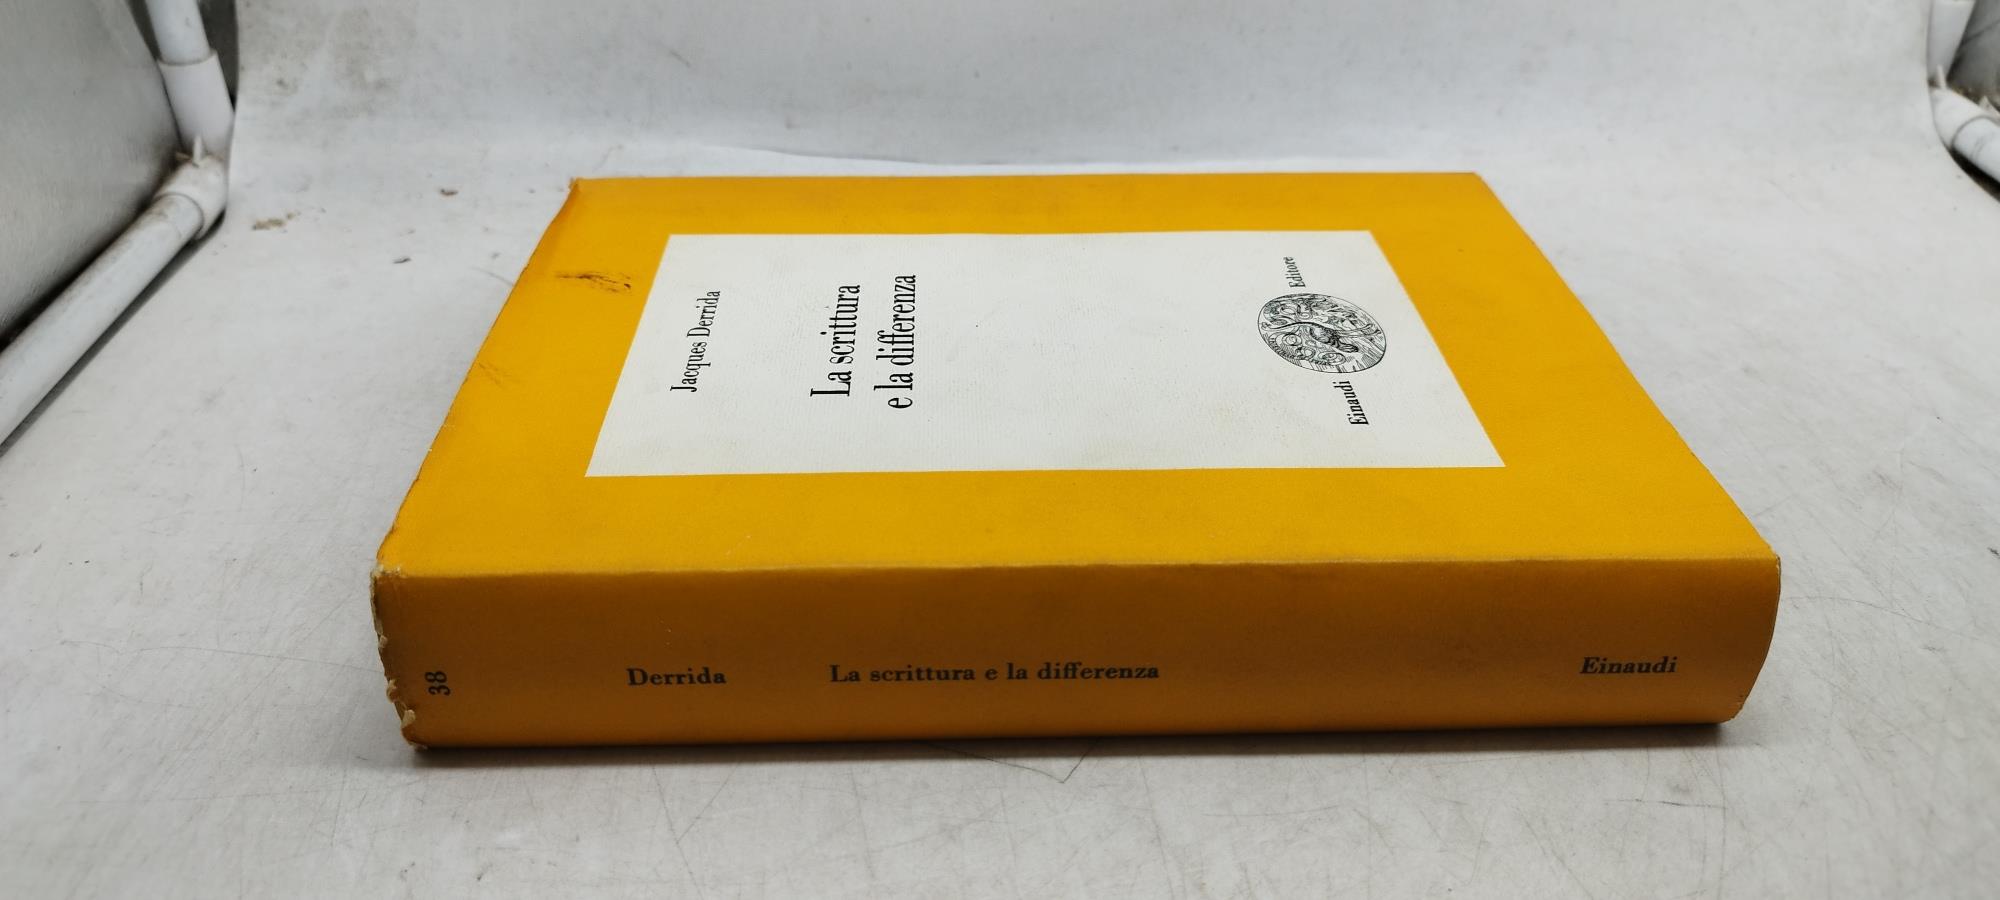 Jacques Derrida
La scrittura
e la differenza
Einaudi
Editore
38
Derrida
La scrittura e la differenza
Einaudi